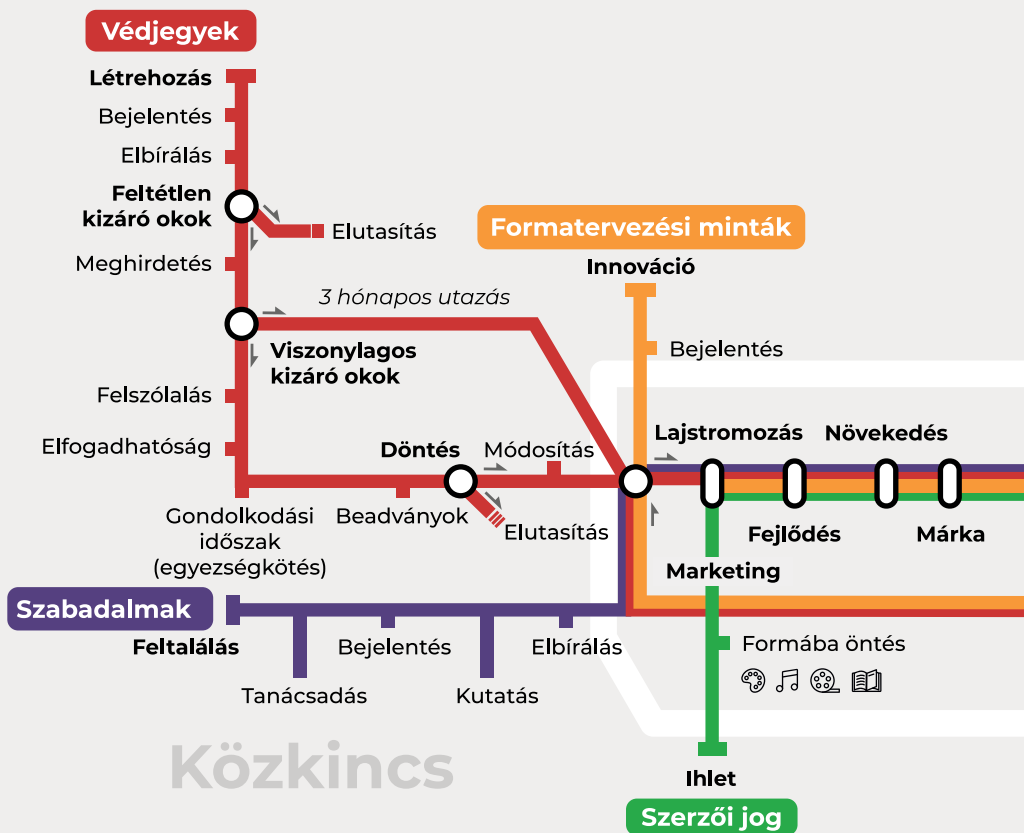 Védjegyek
Létrehozás
Bejelentés
Elbírálás
Feltétlen
kizáró okok
Elutasítás
Meghirdetés
3 hónapos utazás
Viszonylagos
kizáró okok
Felszólalás
Elfogadhatóság
Gondolkodási
időszak
(egyezségkötés)
Beadványok
Döntés
Módosítás
Elutasítás
Formatervezési minták
Innováció
Bejelentés
Lajstromozás
Növekedés
Fejlődés
Márka
Marketing
Formába öntés
Ihlet
Szerzői jog
Szabadalmak
Feltalálás
Tanácsadás
Bejelentés
Kutatás
Elbírálás
Közkincs